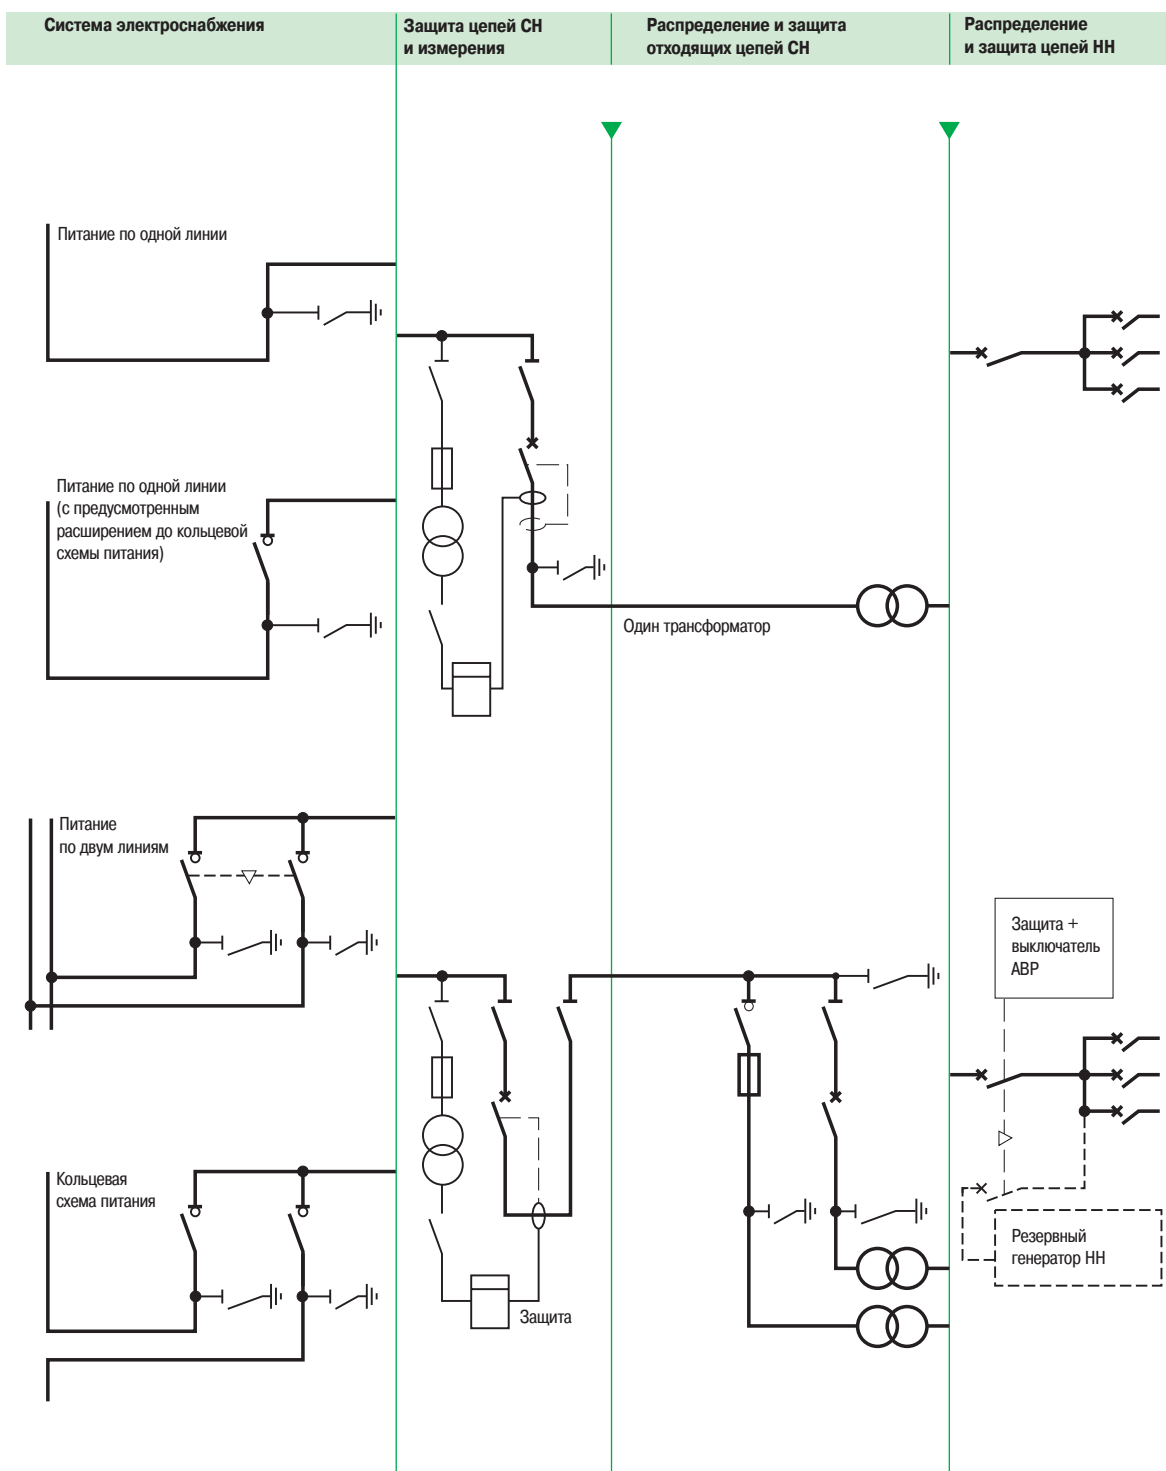 Система электроснабжения
Защита цепей СН
и измерения
Распределение и защита
отходящих цепей СН
Распределение
и защита цепей НН
Питание по одной линии
Питание по одной линии
(с предусмотренным
расширением до кольцевой
схемы питания)
Один трансформатор
Питание
по двум линиям
Защита +
выключатель
АВР
Кольцевая
схема питания
Резервный
генератор НН
Защита